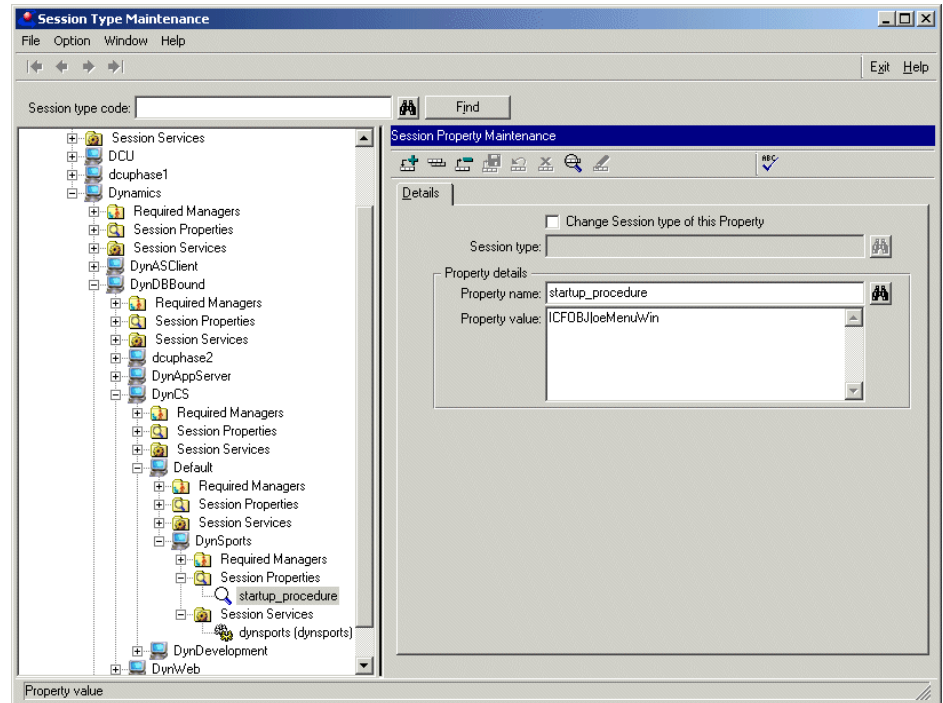 Session Type Maintenance
File Option Window Help
Exit Help
Session type code:
Find
Session Services
DCU
dcuphase1
Dynamics
Required Managers
Session Properties
Session Services
DynASClient
DynDBBound
Required Managers
Session Properties
Session Services
dcuphase2
DynAppServer
DynCS
Required Managers
Session Properties
Session Services
Default
Required Managers
Session Properties
Session Services
DynSports
Required Managers
Session Properties
startup_procedure
Session Services
dynsports (dynsports)
DynDevelopment
DynWeb
Session Property Maintenance
ABC
Details
Change Session type of this Property
Session type:
Property details
Property name: startup_procedure
Property value: ICFOBJ|oeMenuWin
Property value